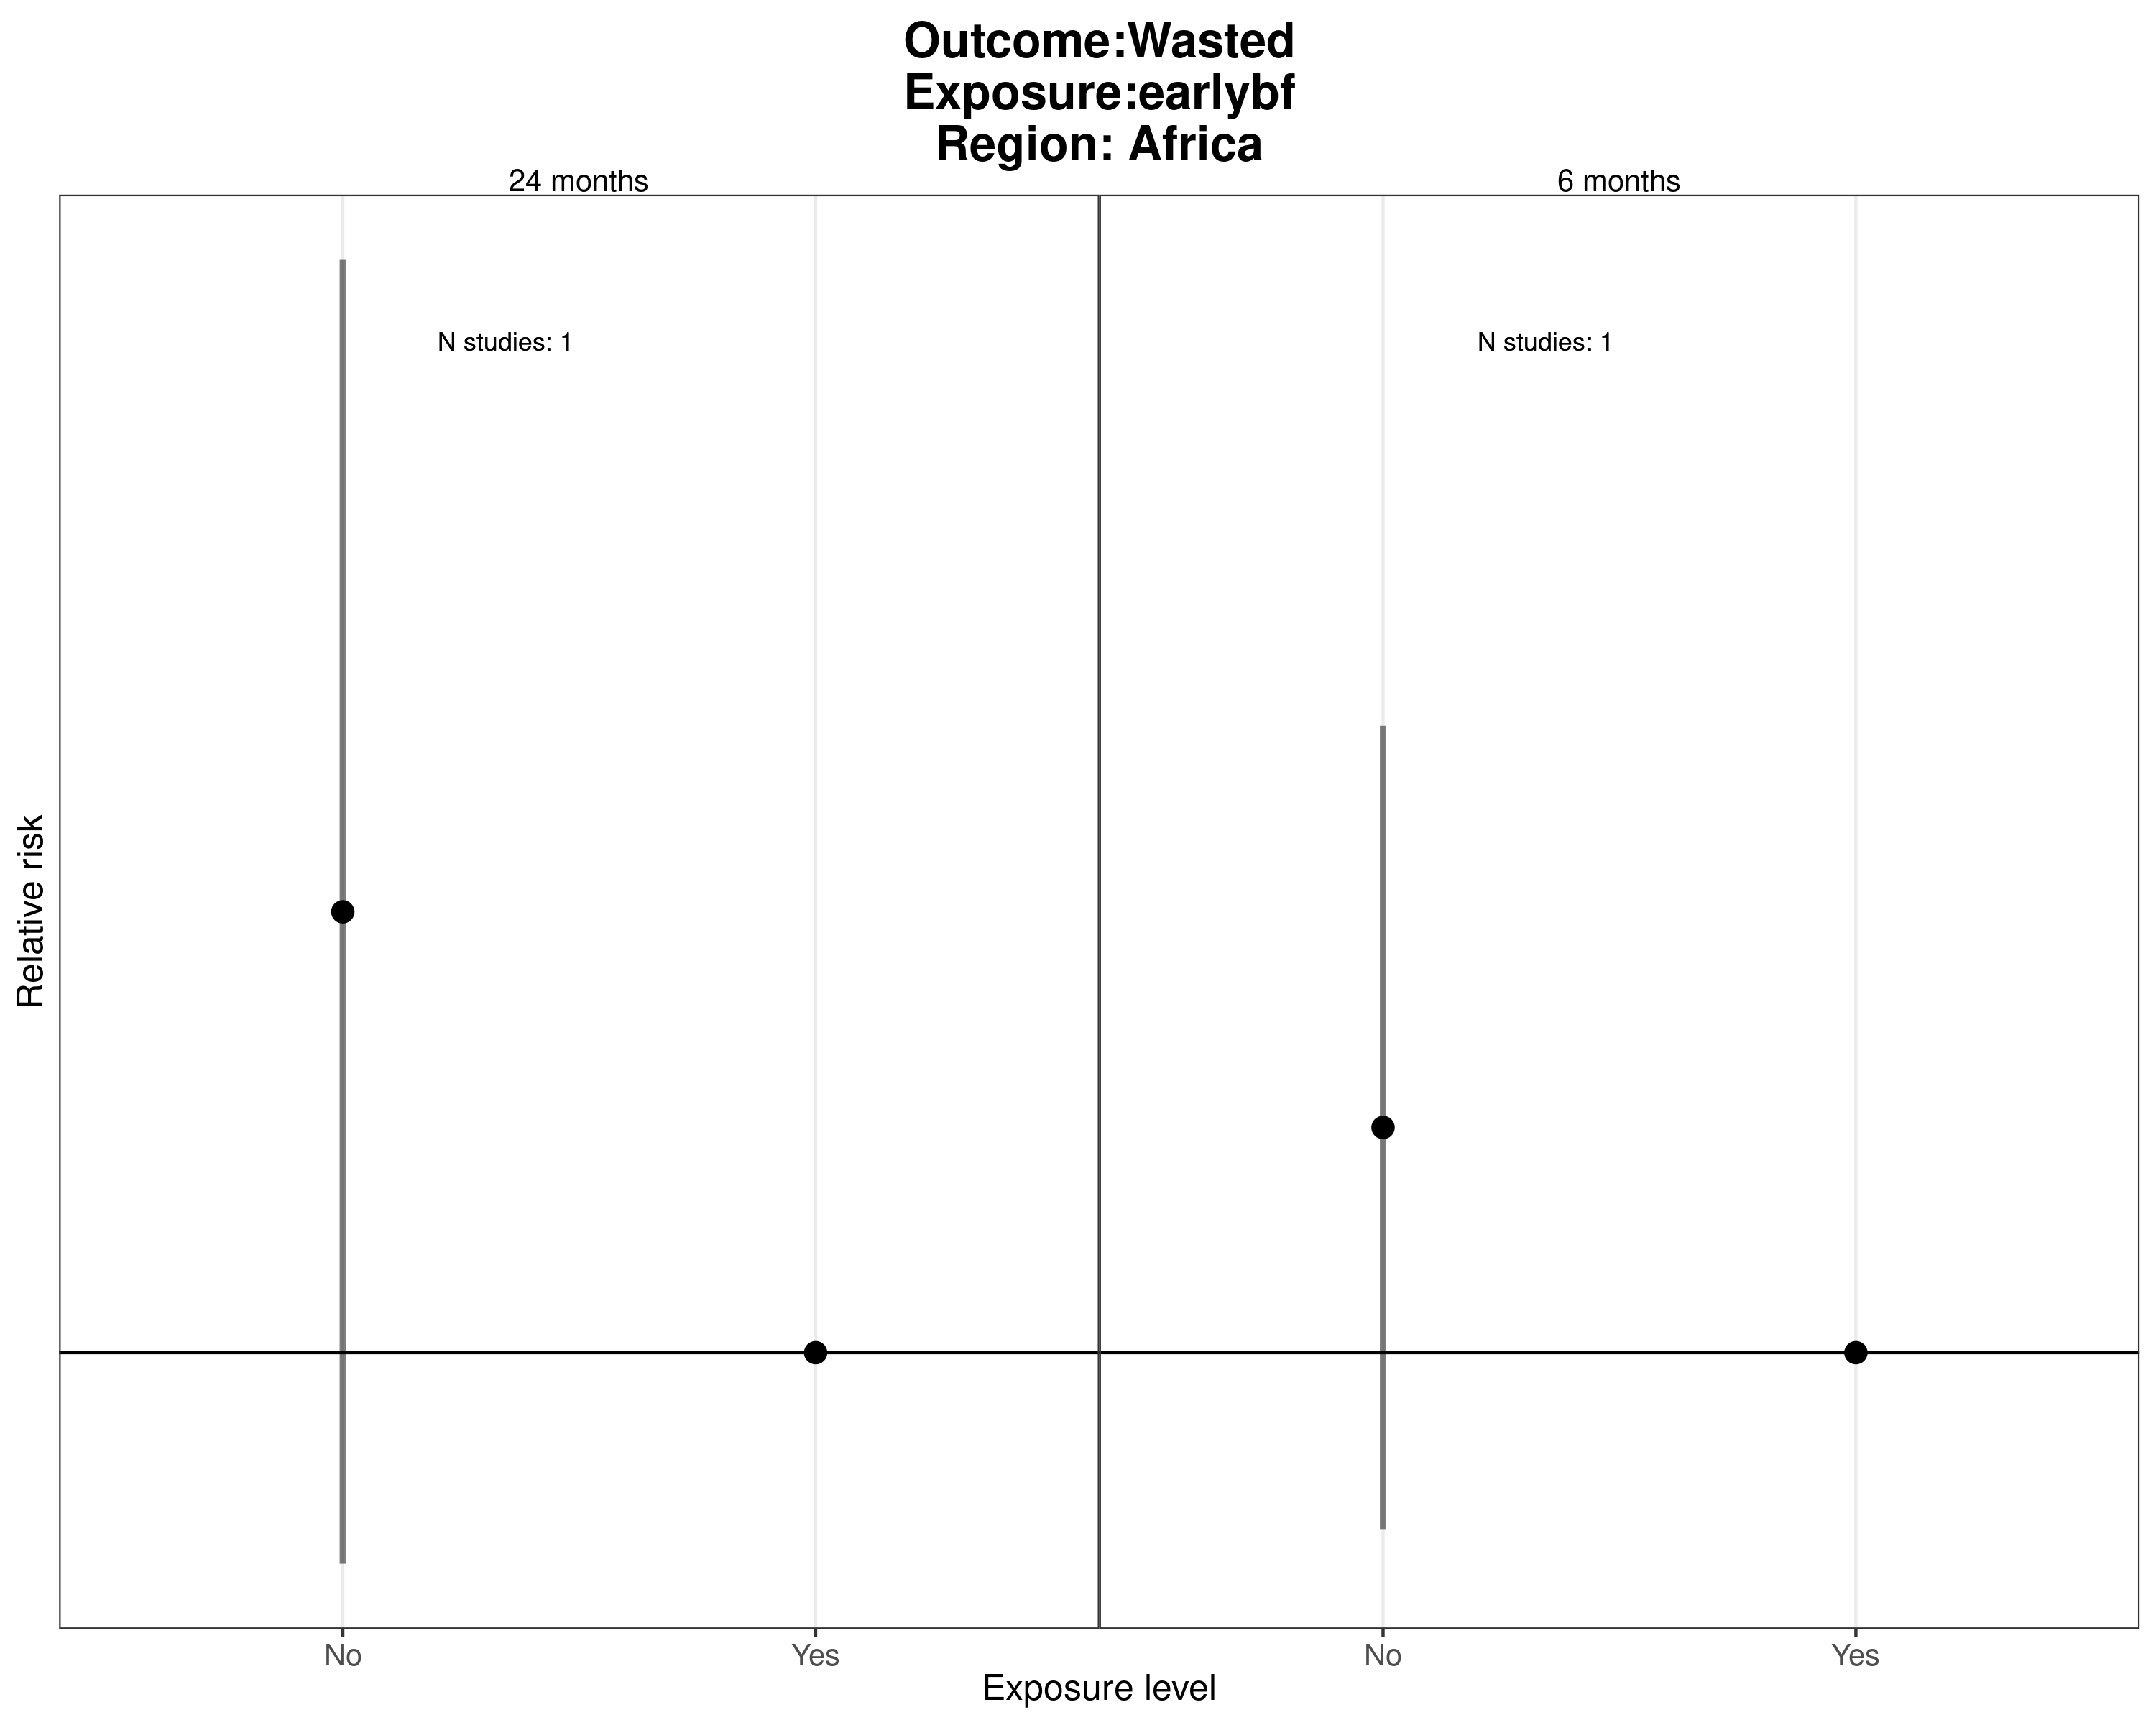 Outcome:Wasted
Exposure:earlybf
Region: Africa
24 months
6 months
N studies: 1
N studies: 1
Relative risk
No
Yes
No
Yes
Exposure level